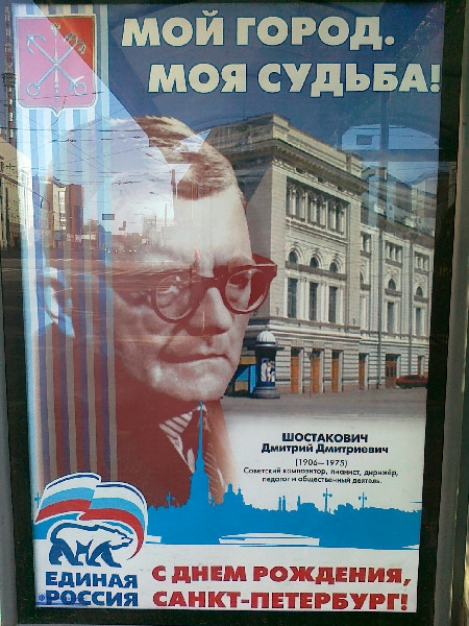 МОЙ ГОРОД.
МОЯ СУДЬБА!
ШОСТАКОВИЧ
Дмитрий Дмитриевич
(1906—1975)
Советский композитор, пианист, дирижёр,
педагог и общественный деятель.
ЕДИНАЯ
РОССИЯ
С ДНЕМ РОЖДЕНИЯ,
САНКТ-ПЕТЕРБУРГ!